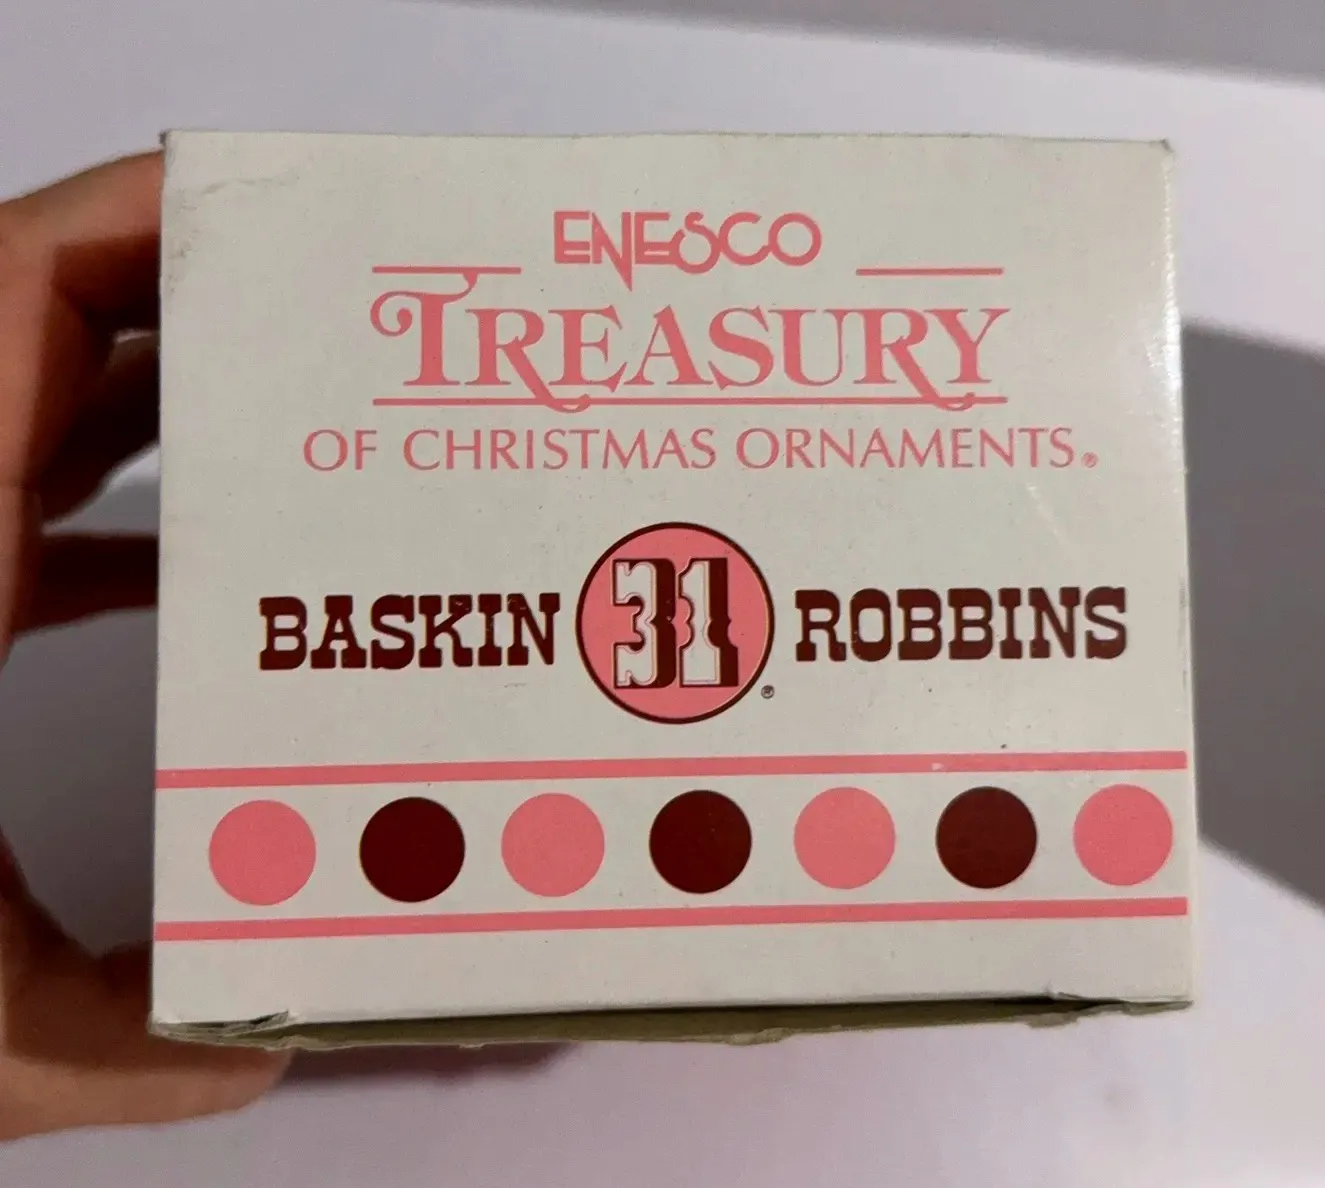 ENESCO
TREASURY
OF CHRISTMAS ORNAMENTS®
BASKIN 31® ROBBINS